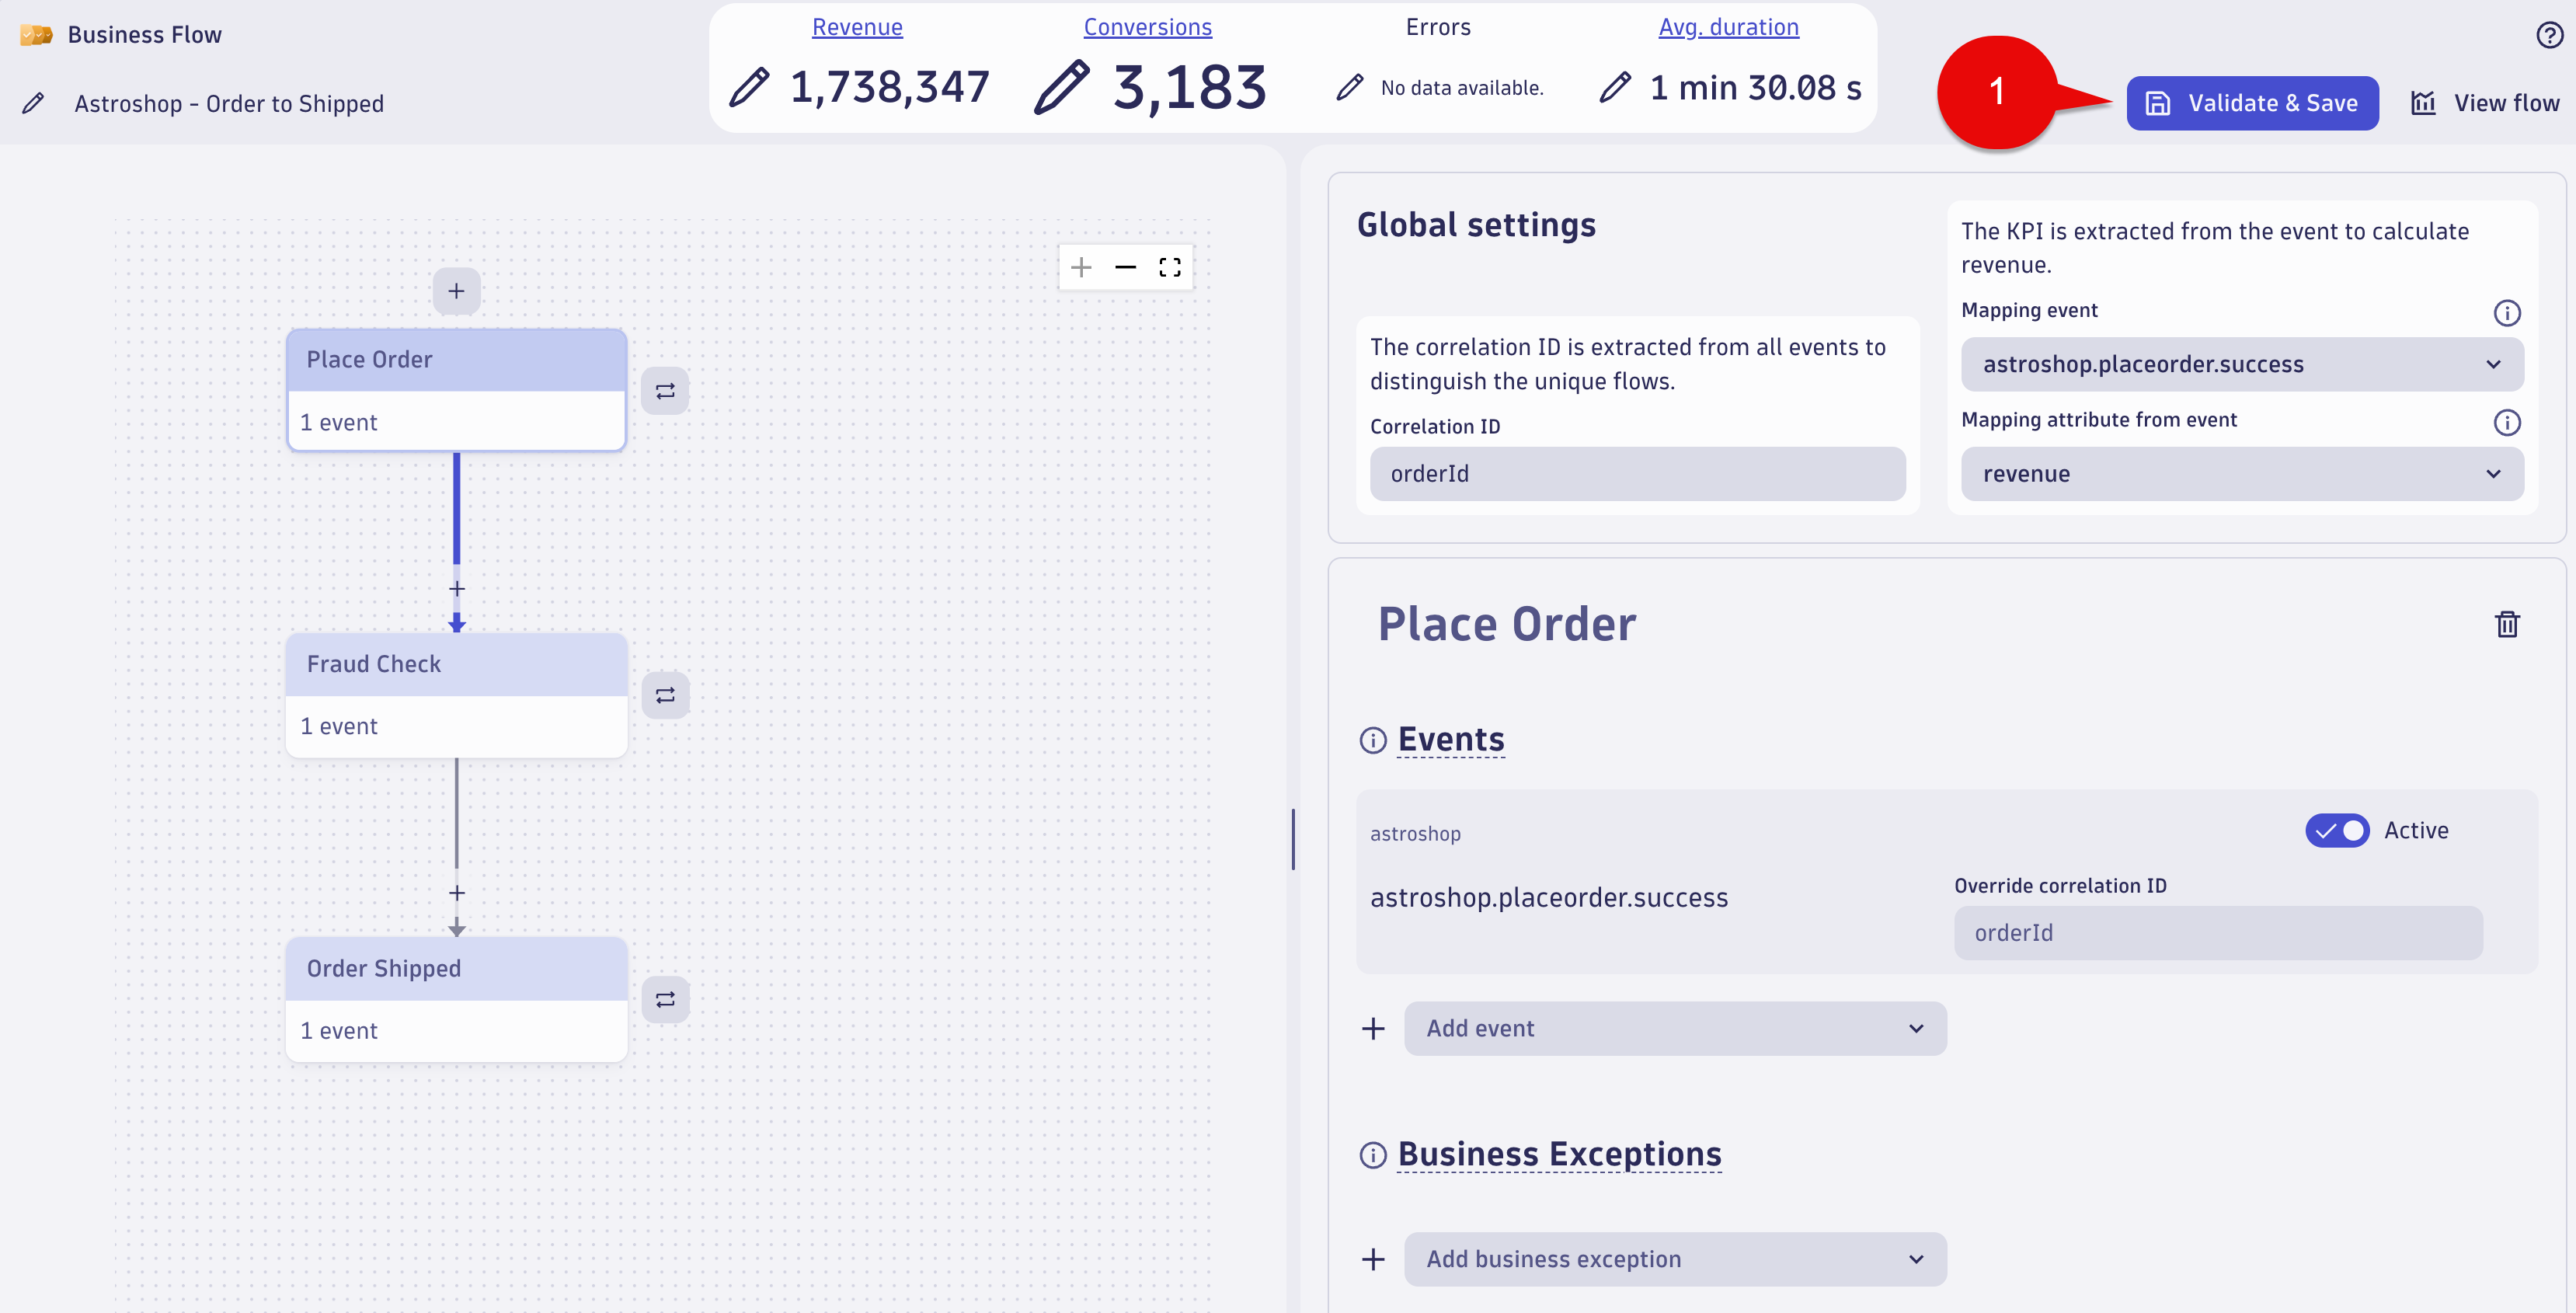 Business Flow
Astroshop - Order to Shipped
Revenue
1,738,347
Conversions
3,183
Errors
No data available.
Avg. duration
1 min 30.08 s
1
Validate & Save
View flow
Place Order
1 event
Fraud Check
1 event
Order Shipped
1 event
Global settings
The correlation ID is extracted from all events to
distinguish the unique flows.
Correlation ID
orderId
The KPI is extracted from the event to calculate
revenue.
Mapping event
astroshop.placeorder.success
Mapping attribute from event
revenue
Place Order
Events
astroshop
Active
astroshop.placeorder.success
Override correlation ID
orderId
Add event
Business Exceptions
Add business exception